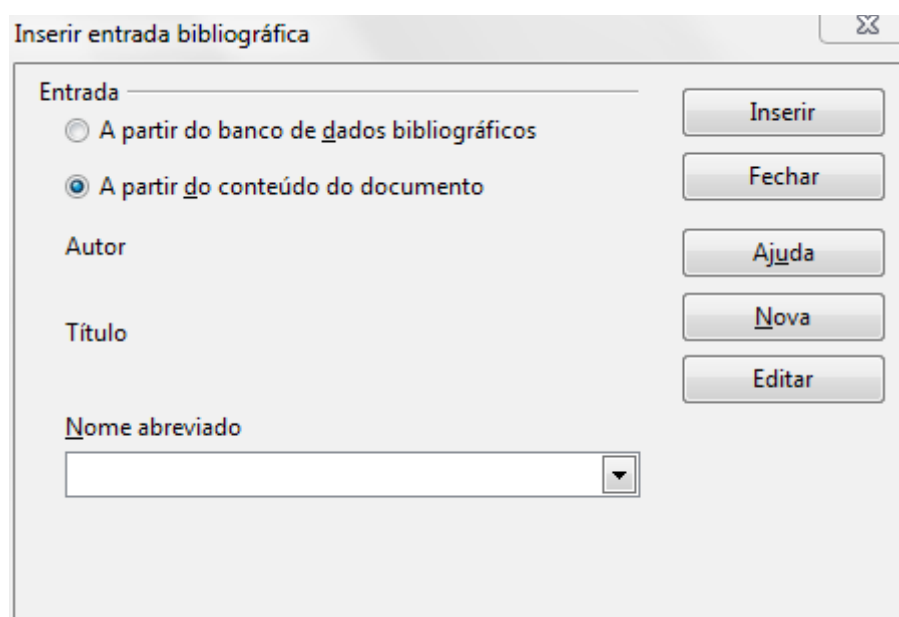 Inserir entrada bibliográfica
Entrada
A partir do banco de dados bibliográficos
A partir do conteúdo do documento
Autor
Título
Nome abreviado
Inserir
Fechar
Ajuda
Nova
Editar